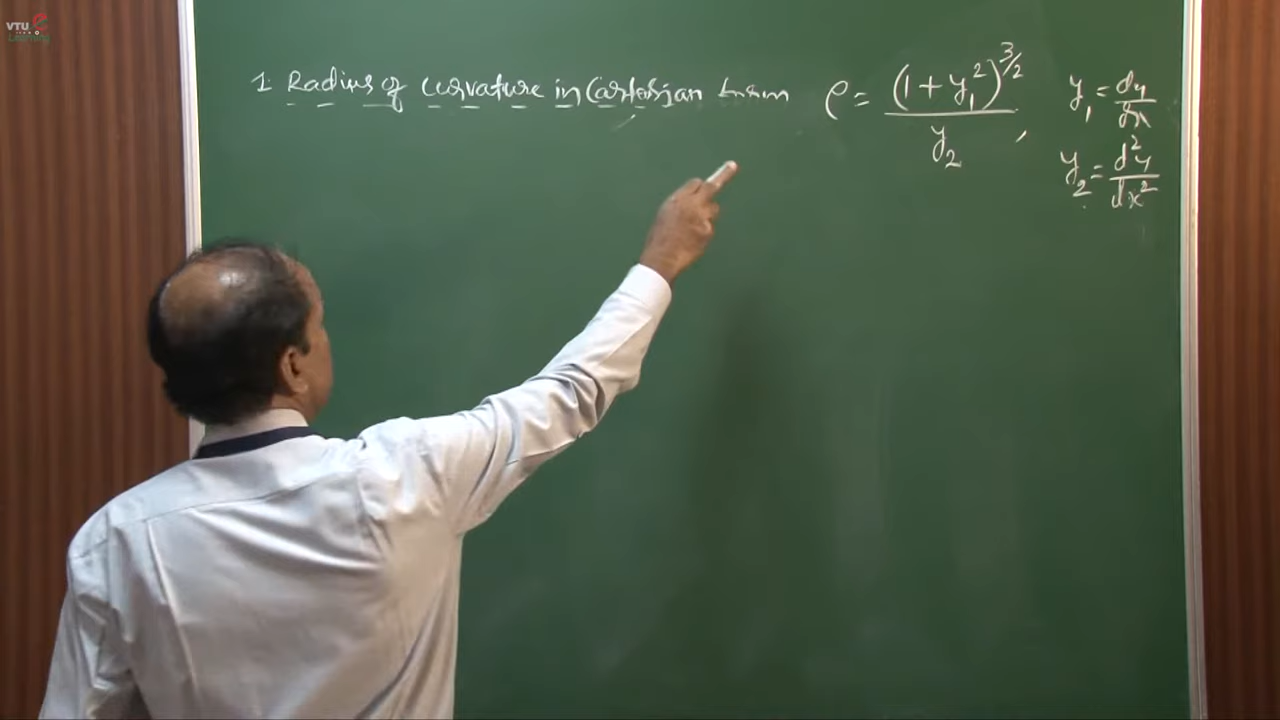 VTU e
Learning
1. Radius of curvature in Cartesian form ρ = (1 + y₁²)^3/2 / y₂ , y₁ = dy/dx
y₂ = d²y/dx²